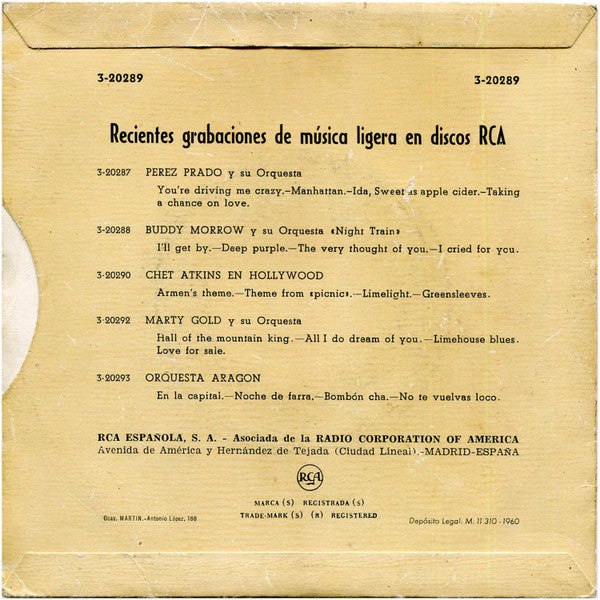 3-20289 3-20289
Recientes grabaciones de música ligera en discos RCA
3-20287 PEREZ PRADO y su Orquesta
You're driving me crazy.—Manhattan.—Ida, Sweet as apple cider.—Taking
a chance on love.
3-20288 BUDDY MORROW y su Orquesta «Night Train»
I'll get by.—Deep purple.—The very thought of you.—I cried for you.
3-20290 CHET ATKINS EN HOLLYWOOD
Armen's theme.—Theme from «picnic».—Limelight.—Greensleeves.
3-20292 MARTY GOLD y su Orquesta
Hall of the mountain king.—All I do dream of you.—Limehouse blues.
Love for sale.
3-20293 ORQUESTA ARAGON
En la capital.—Noche de farra.—Bombón cha.—No te vuelvas loco.
RCA ESPAÑOLA, S. A. - Asociada de la RADIO CORPORATION OF AMERICA
Avenida de América y Hernández de Tejada (Ciudad Lineal).-MADRID-ESPAÑA
RCA
MARCA (S) REGISTRADA (S)
TRADE-MARK (S) (R) REGISTERED
Gcaz. MARTIN.-Antonio López, 166
Depósito Legal. M. 11 310 - 1960